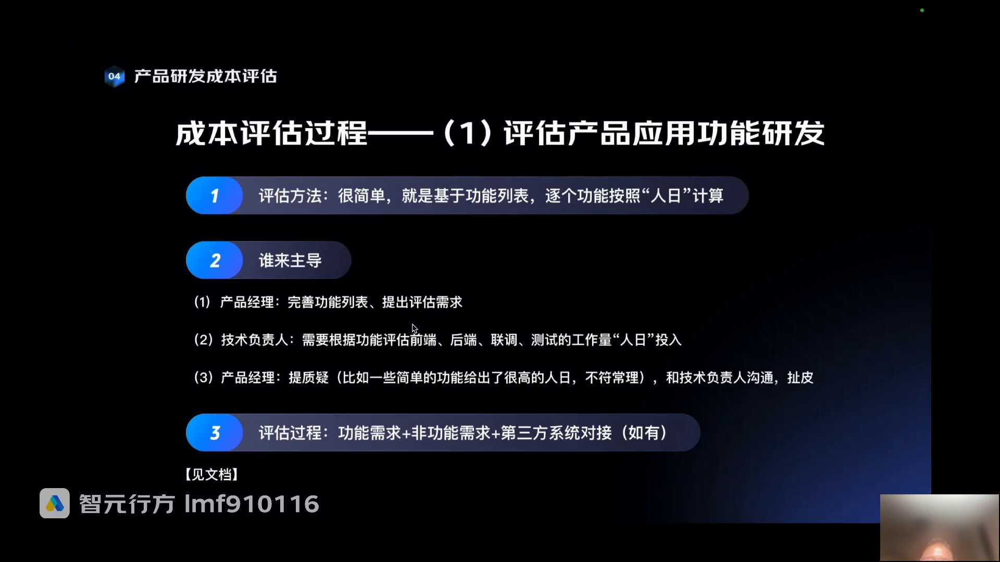 04 产品研发成本评估
成本评估过程——（1）评估产品应用功能研发
1 评估方法：很简单，就是基于功能列表，逐个功能按照“人日”计算
2 谁来主导
（1）产品经理：完善功能列表、提出评估需求
（2）技术负责人：需要根据功能评估前端、后端、联调、测试的工作量“人日”投入
（3）产品经理：提质疑（比如一些简单的功能给出了很高的人日，不符常理），和技术负责人沟通，扯皮
3 评估过程：功能需求+非功能需求+第三方系统对接（如有）
【见文档】
智元行方 lmf910116